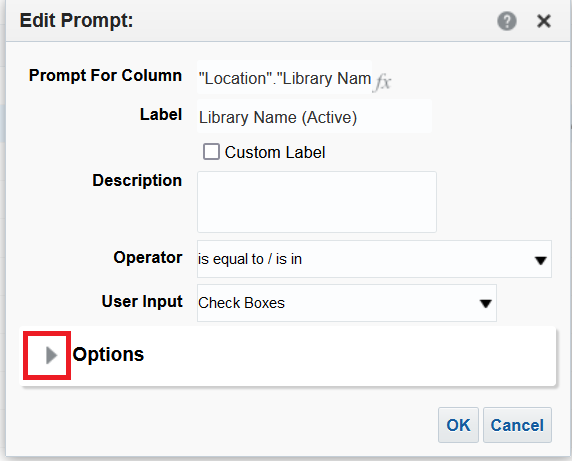 Edit Prompt:
Prompt For Column "Location"."Library Nam fx
Label Library Name (Active)
Custom Label
Description
Operator is equal to / is in
User Input Check Boxes
Options
OK Cancel